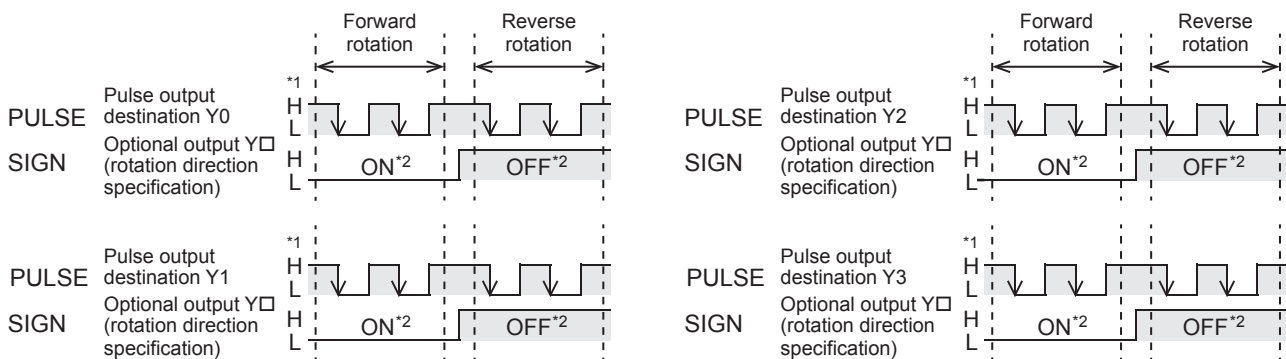 Forward
rotation
Reverse
rotation
*1
PULSE
Pulse output
destination Y0
H
L
SIGN
Optional output Y□
(rotation direction
specification)
H
L
ON*2
OFF*2
Forward
rotation
Reverse
rotation
*1
PULSE
Pulse output
destination Y2
H
L
SIGN
Optional output Y□
(rotation direction
specification)
H
L
ON*2
OFF*2
*1
PULSE
Pulse output
destination Y1
H
L
SIGN
Optional output Y□
(rotation direction
specification)
H
L
ON*2
OFF*2
*1
PULSE
Pulse output
destination Y3
H
L
SIGN
Optional output Y□
(rotation direction
specification)
H
L
ON*2
OFF*2